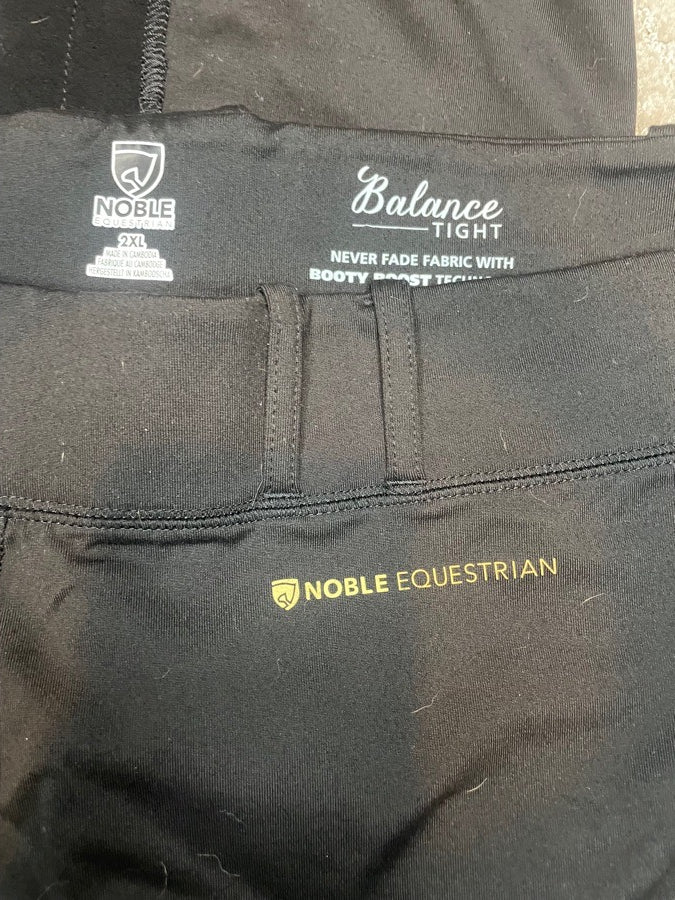 NOBLE
EQUESTRIAN
2XL
MADE IN CAMBODIA
FABRIQUE AU CAMBODGE
HERGESTELLT IN KAMBODSCHA
Balance
TIGHT
NEVER FADE FABRIC WITH
BOOTY BOOST
NOBLE EQUESTRIAN